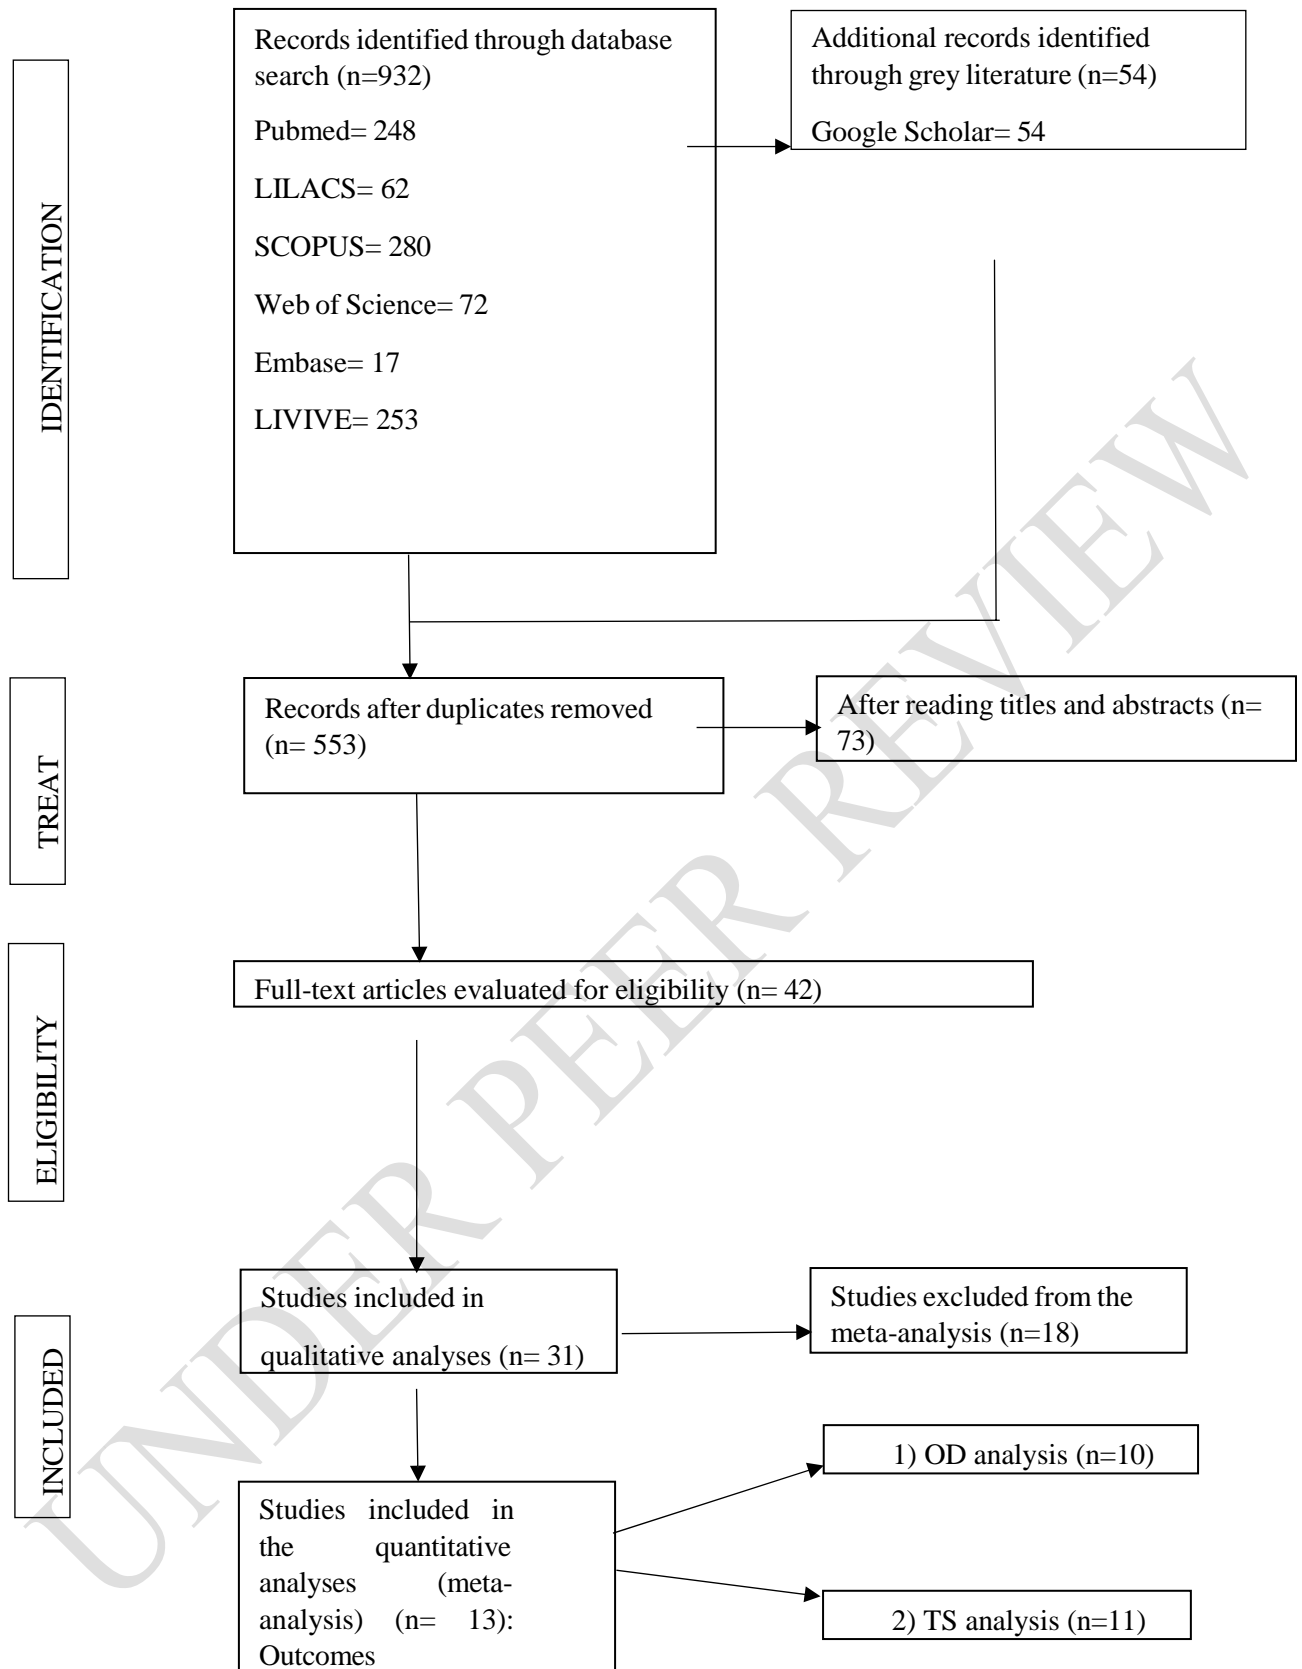 IDENTIFICATION
Records identified through database
search (n=932)
Pubmed= 248
LILACS= 62
SCOPUS= 280
Web of Science= 72
Embase= 17
LIVIVE= 253
Additional records identified
through grey literature (n=54)
Google Scholar= 54
TREAT
Records after duplicates removed
(n= 553)
After reading titles and abstracts (n=
73)
ELIGIBILITY
Full-text articles evaluated for eligibility (n= 42)
INCLUDED
Studies included in
qualitative analyses (n= 31)
Studies excluded from the
meta-analysis (n=18)
Studies included in
the quantitative
analyses (meta-
analysis) (n= 13):
Outcomes
1) OD analysis (n=10)
2) TS analysis (n=11)
UNDER PEER REVIEW